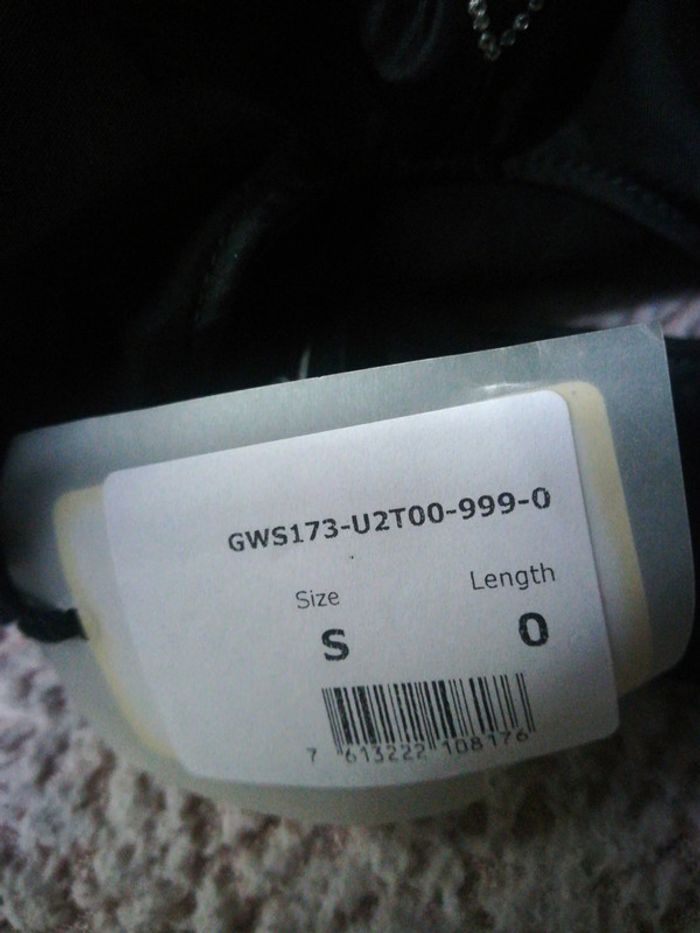 GWS173-U2T00-999-0
Size Length
S 0
7 613222 108176